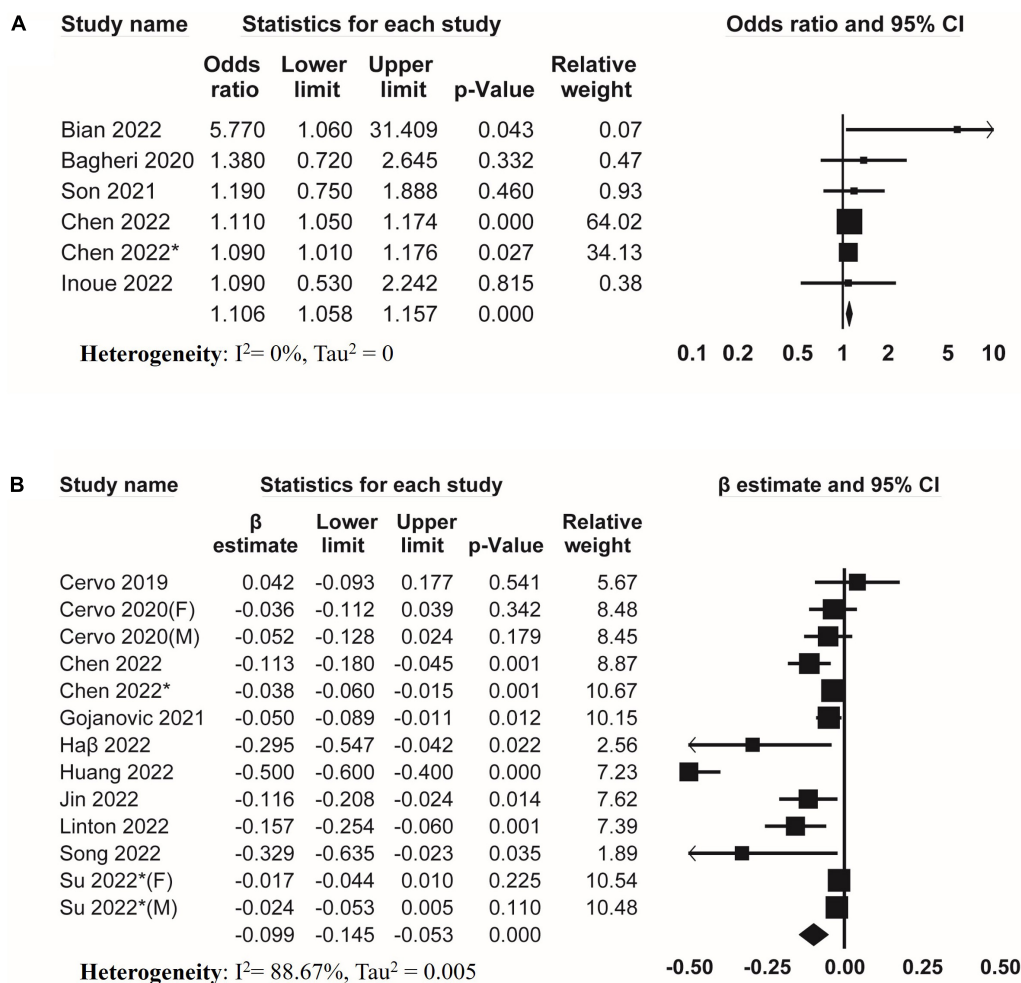 A Study name Statistics for each study Odds ratio and 95% CI
Odds Lower Upper Relative
ratio limit limit p-Value weight
Bian 2022 5.770 1.060 31.409 0.043 0.07
Bagheri 2020 1.380 0.720 2.645 0.332 0.47
Son 2021 1.190 0.750 1.888 0.460 0.93
Chen 2022 1.110 1.050 1.174 0.000 64.02
Chen 2022* 1.090 1.010 1.176 0.027 34.13
Inoue 2022 1.090 0.530 2.242 0.815 0.38
1.106 1.058 1.157 0.000
Heterogeneity: I²= 0%, Tau² = 0
0.1 0.2 0.5 1 2 5 10
B Study name Statistics for each study β estimate and 95% CI
β Lower Upper Relative
estimate limit limit p-Value weight
Cervo 2019 0.042 -0.093 0.177 0.541 5.67
Cervo 2020(F) -0.036 -0.112 0.039 0.342 8.48
Cervo 2020(M) -0.052 -0.128 0.024 0.179 8.45
Chen 2022 -0.113 -0.180 -0.045 0.001 8.87
Chen 2022* -0.038 -0.060 -0.015 0.001 10.67
Gojanovic 2021 -0.050 -0.089 -0.011 0.012 10.15
Haβ 2022 -0.295 -0.547 -0.042 0.022 2.56
Huang 2022 -0.500 -0.600 -0.400 0.000 7.23
Jin 2022 -0.116 -0.208 -0.024 0.014 7.62
Linton 2022 -0.157 -0.254 -0.060 0.001 7.39
Song 2022 -0.329 -0.635 -0.023 0.035 1.89
Su 2022*(F) -0.017 -0.044 0.010 0.225 10.54
Su 2022*(M) -0.024 -0.053 0.005 0.110 10.48
-0.099 -0.145 -0.053 0.000
Heterogeneity: I²= 88.67%, Tau² = 0.005
-0.50 -0.25 0.00 0.25 0.50